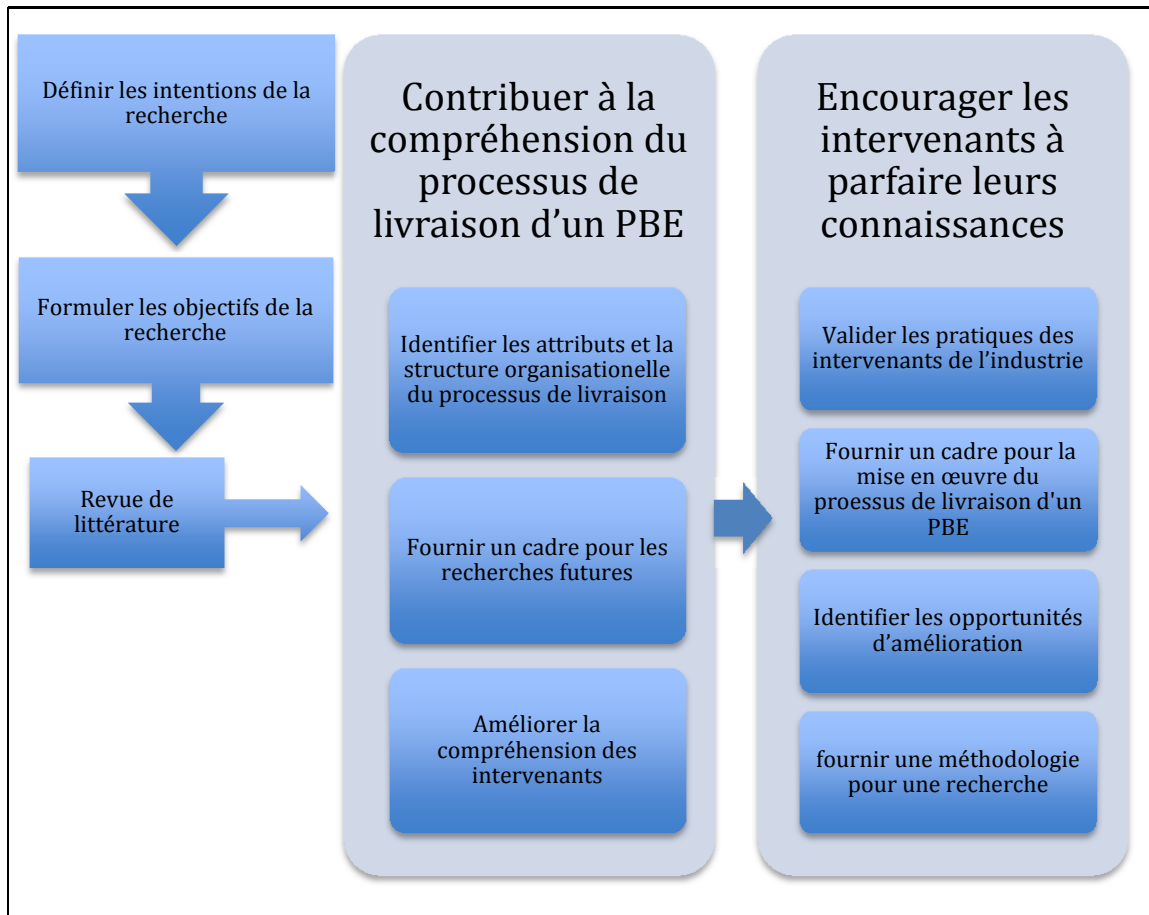 Définir les intentions de la
recherche
Formuler les objectifs de la
recherche
Revue de
littérature
Contribuer à la
compréhension du
processus de
livraison d’un PBE
Identifier les attributs et la
structure organisationelle
du processus de livraison
Fournir un cadre pour les
recherches futures
Améliorer la
compréhension des
intervenants
Encourager les
intervenants à
parfaire leurs
connaissances
Valider les pratiques des
intervenants de l’industrie
Fournir un cadre pour la
mise en œuvre du
proessus de livraison d'un
PBE
Identifier les opportunités
d’amélioration
fournir une méthodologie
pour une recherche